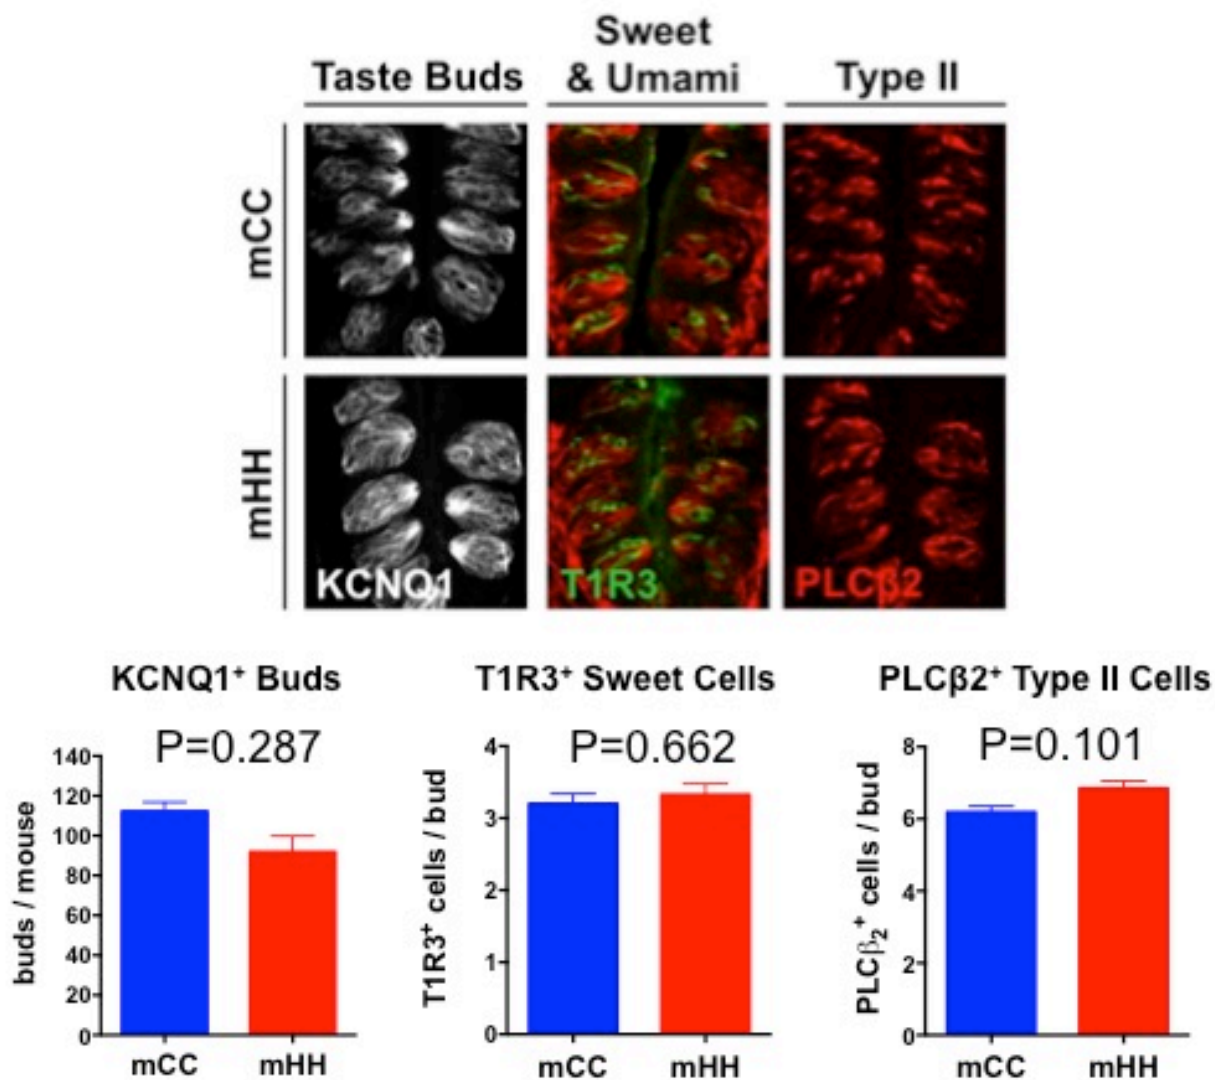 Taste Buds
Sweet
& Umami
Type II
mCC
mHH
KCNQ1
T1R3
PLCβ2
KCNQ1⁺ Buds
P=0.287
buds / mouse
140
120
100
80
60
40
20
0
mCC mHH
T1R3⁺ Sweet Cells
P=0.662
T1R3⁺ cells / bud
4
3
2
1
0
mCC mHH
PLCβ2⁺ Type II Cells
P=0.101
PLCβ₂⁺ cells / bud
8
6
4
2
0
mCC mHH